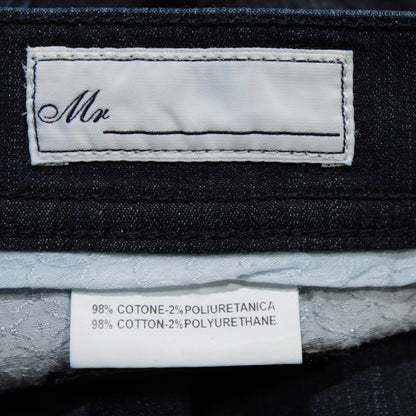 Mr
98% COTONE-2%POLIURETANICA
98% COTTON-2%POLYURETHANE